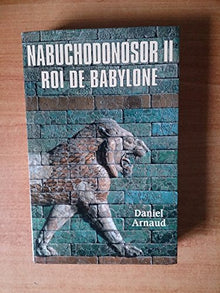 NABUCHODONOSOR II
ROI DE BABYLONE
Daniel
Arnaud